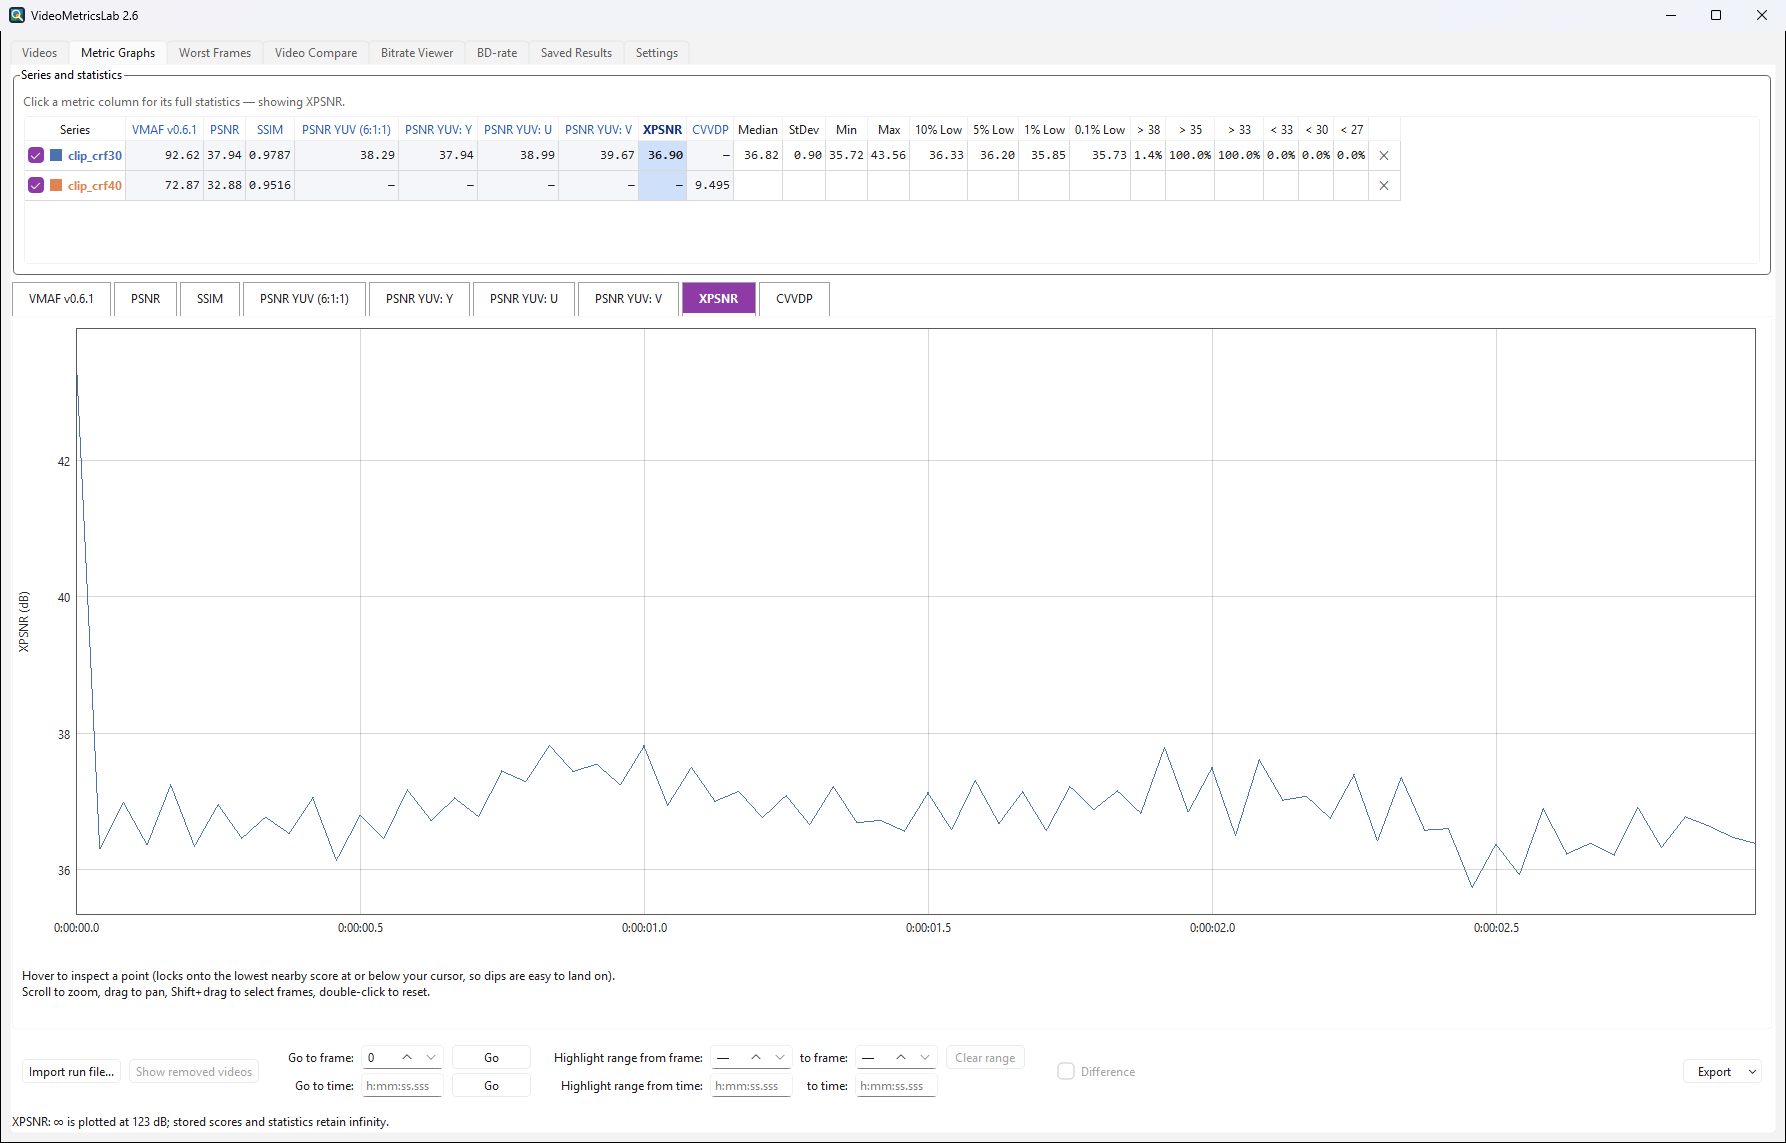 VideoMetricsLab 2.6
Videos Metric Graphs Worst Frames Video Compare Bitrate Viewer BD-rate Saved Results Settings
Series and statistics
Click a metric column for its full statistics — showing XPSNR.
Series VMAF v0.6.1 PSNR SSIM PSNR YUV (6:1:1) PSNR YUV: Y PSNR YUV: U PSNR YUV: V XPSNR CVVDP Median StDev Min Max 10% Low 5% Low 1% Low 0.1% Low > 38 > 35 > 33 < 33 < 30 < 27
clip_crf30 92.62 37.94 0.9787 38.29 37.94 38.99 39.67 36.90 — 36.82 0.90 35.72 43.56 36.33 36.20 35.85 35.73 1.4% 100.0% 100.0% 0.0% 0.0% 0.0% ×
clip_crf40 72.87 32.88 0.9516 — — — — — 9.495 ×
VMAF v0.6.1 PSNR SSIM PSNR YUV (6:1:1) PSNR YUV: Y PSNR YUV: U PSNR YUV: V XPSNR CVVDP
XPSNR (dB)
42
40
38
36
0:00:00.0 0:00:00.5 0:00:01.0 0:00:01.5 0:00:02.0 0:00:02.5
Hover to inspect a point (locks onto the lowest nearby score at or below your cursor, so dips are easy to land on).
Scroll to zoom, drag to pan, Shift+drag to select frames, double-click to reset.
Import run file... Show removed videos
Go to frame: 0 Go Highlight range from frame: — to frame: — Clear range
Go to time: h:mm:ss.sss Go Highlight range from time: h:mm:ss.sss to time: h:mm:ss.sss
Difference
Export
XPSNR: ∞ is plotted at 123 dB; stored scores and statistics retain infinity.